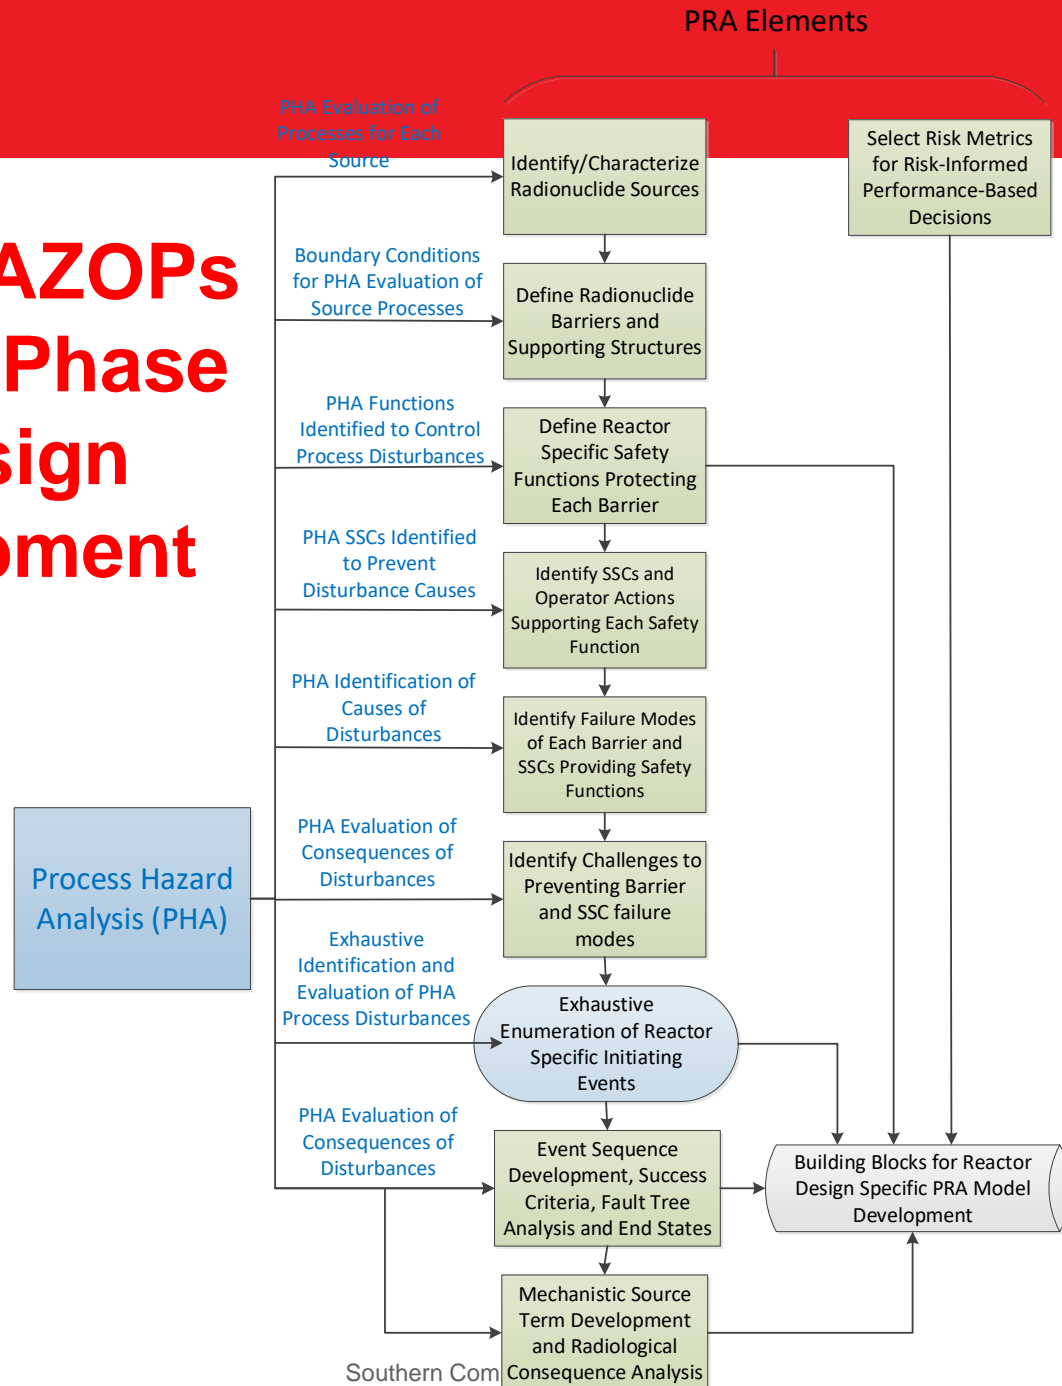 PRA Elements
PHA Evaluation of
Processes for Each
Source
Identify/Characterize
Radionuclide Sources
Select Risk Metrics
for Risk-Informed
Performance-Based
Decisions
AZOPs
Phase
sign
pment
Boundary Conditions
for PHA Evaluation of
Source Processes
Define Radionuclide
Barriers and
Supporting Structures
PHA Functions
Identified to Control
Process Disturbances
Define Reactor
Specific Safety
Functions Protecting
Each Barrier
PHA SSCs Identified
to Prevent
Disturbance Causes
Identify SSCs and
Operator Actions
Supporting Each Safety
Function
PHA Identification of
Causes of
Disturbances
Identify Failure Modes
of Each Barrier and
SSCs Providing Safety
Functions
Process Hazard
Analysis (PHA)
PHA Evaluation of
Consequences of
Disturbances
Identify Challenges to
Preventing Barrier
and SSC failure
modes
Exhaustive
Identification and
Evaluation of PHA
Process Disturbances
Exhaustive
Enumeration of Reactor
Specific Initiating
Events
PHA Evaluation of
Consequences of
Disturbances
Event Sequence
Development, Success
Criteria, Fault Tree
Analysis and End States
Building Blocks for Reactor
Design Specific PRA Model
Development
Mechanistic Source
Term Development
and Radiological
Consequence Analysis
Southern Com